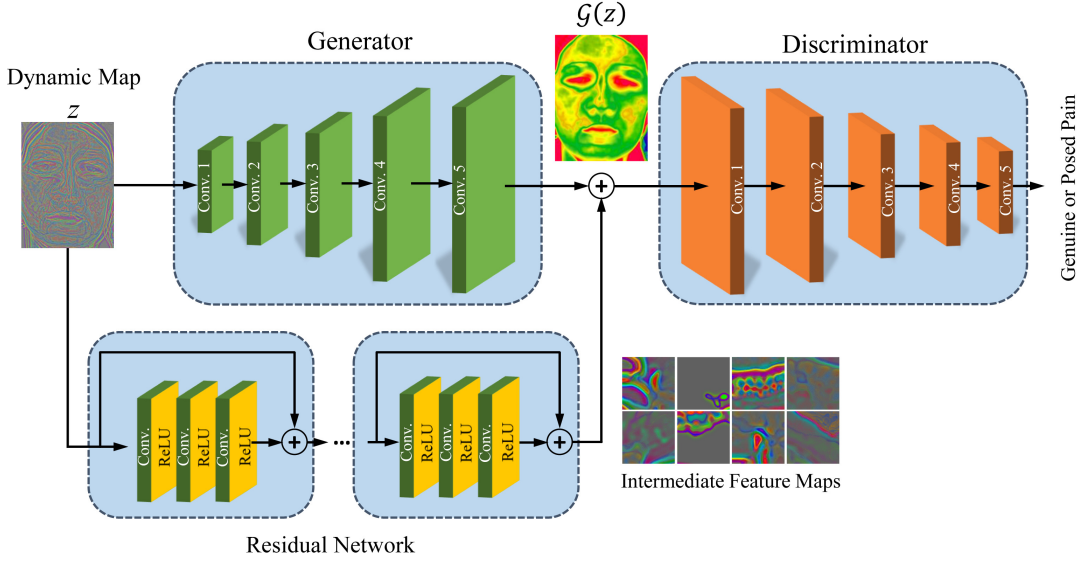 Generator
𝒢(z)
Discriminator
Dynamic Map
z
Conv. 1
Conv. 2
Conv. 3
Conv. 4
Conv. 5
+
Conv. 1
Conv. 2
Conv. 3
Conv. 4
Conv. 5
Genuine or Posed Pain
Conv.
ReLU
Conv.
ReLU
Conv.
ReLU
+
...
Conv.
ReLU
Conv.
ReLU
Conv.
ReLU
+
Intermediate Feature Maps
Residual Network